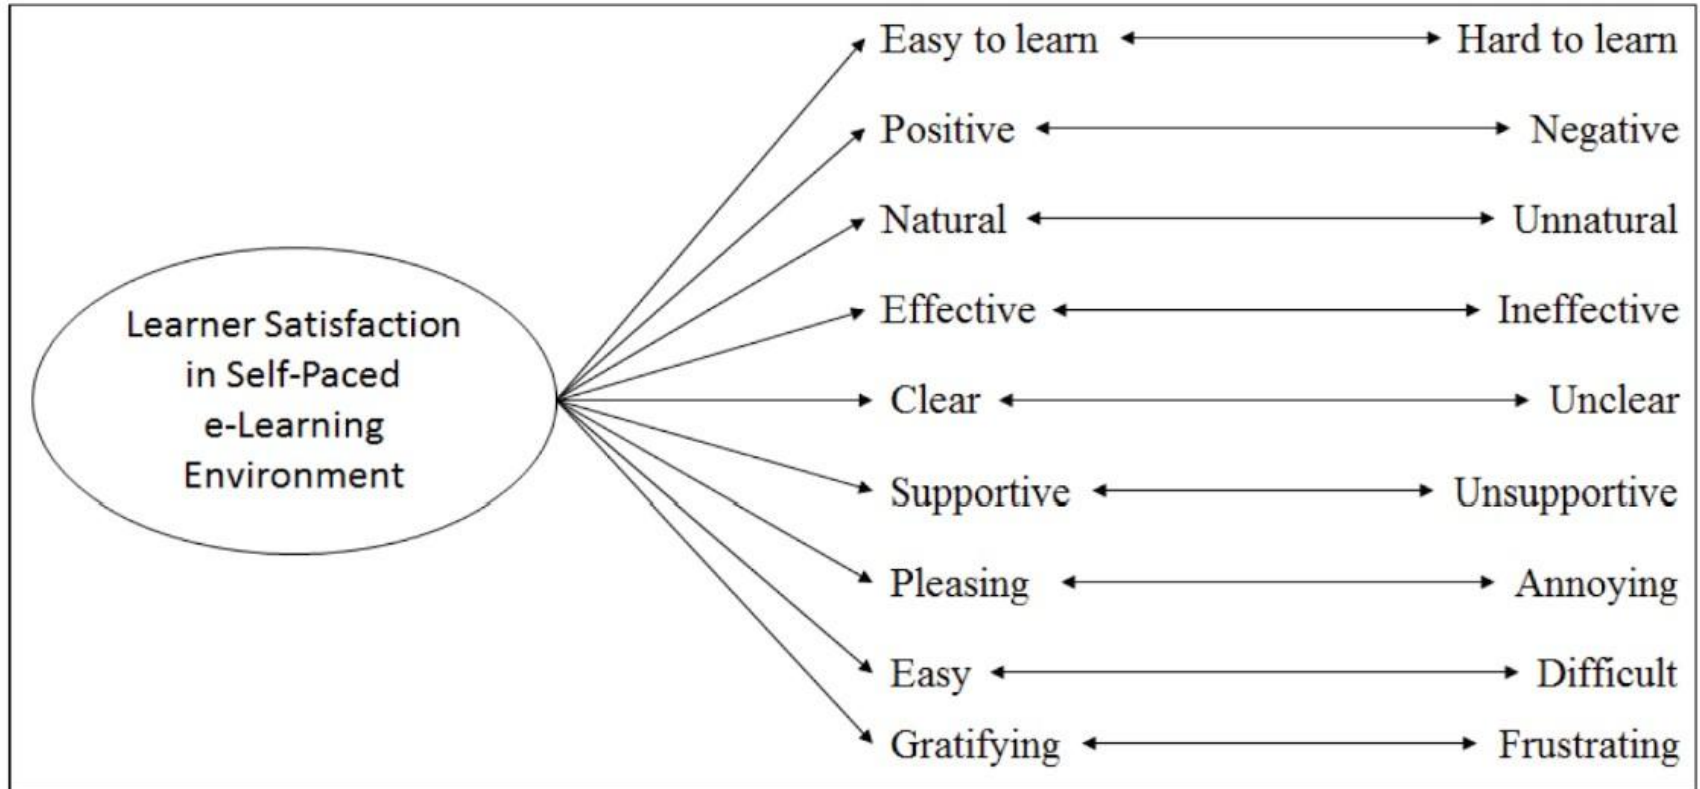 Learner Satisfaction
in Self-Paced
e-Learning
Environment
Easy to learn Hard to learn
Positive Negative
Natural Unnatural
Effective Ineffective
Clear Unclear
Supportive Unsupportive
Pleasing Annoying
Easy Difficult
Gratifying Frustrating